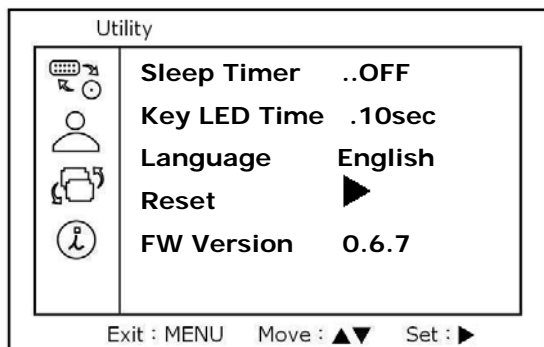 Utility
Sleep Timer ..OFF
Key LED Time .10sec
Language English
Reset ▶
FW Version 0.6.7
Exit : MENU Move : ▲▼ Set : ▶